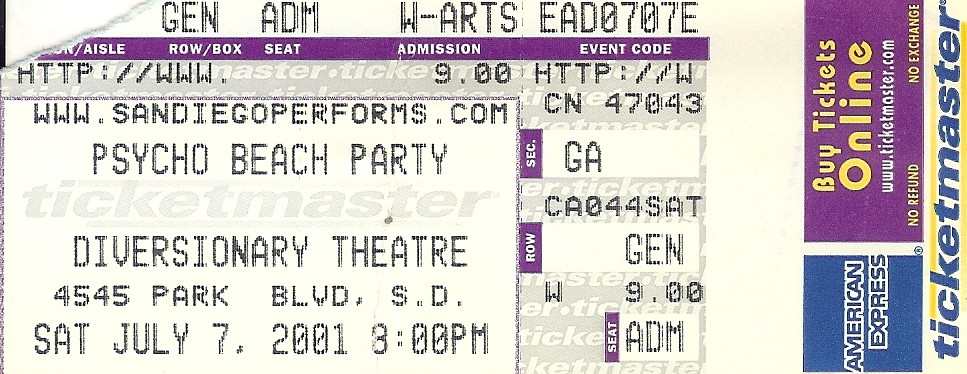 GEN ADM W-ARTS EAD0707E
/AISLE ROW/BOX SEAT ADMISSION EVENT CODE
HTTP://WWW. 9.00 HTTP://W
WWW.SANDIEGOPERFORMS.COM CN 47043
PSYCHO BEACH PARTY SEC. GA
ticketmaster
CA044SAT
DIVERSIONARY THEATRE ROW GEN
4545 PARK BLVD, S.D. W 9.00
SAT JULY 7, 2001 8:00PM SEAT ADM
Buy Tickets
Online
www.ticketmaster.com
NO REFUND NO EXCHANGE
AMERICAN
EXPRESS®
ticketmaster®